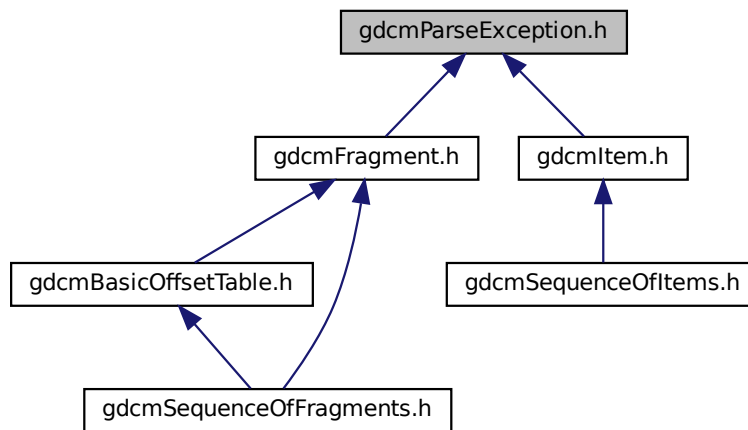 gdcmParseException.h
gdcmFragment.h
gdcmItem.h
gdcmBasicOffsetTable.h
gdcmSequenceOfItems.h
gdcmSequenceOfFragments.h